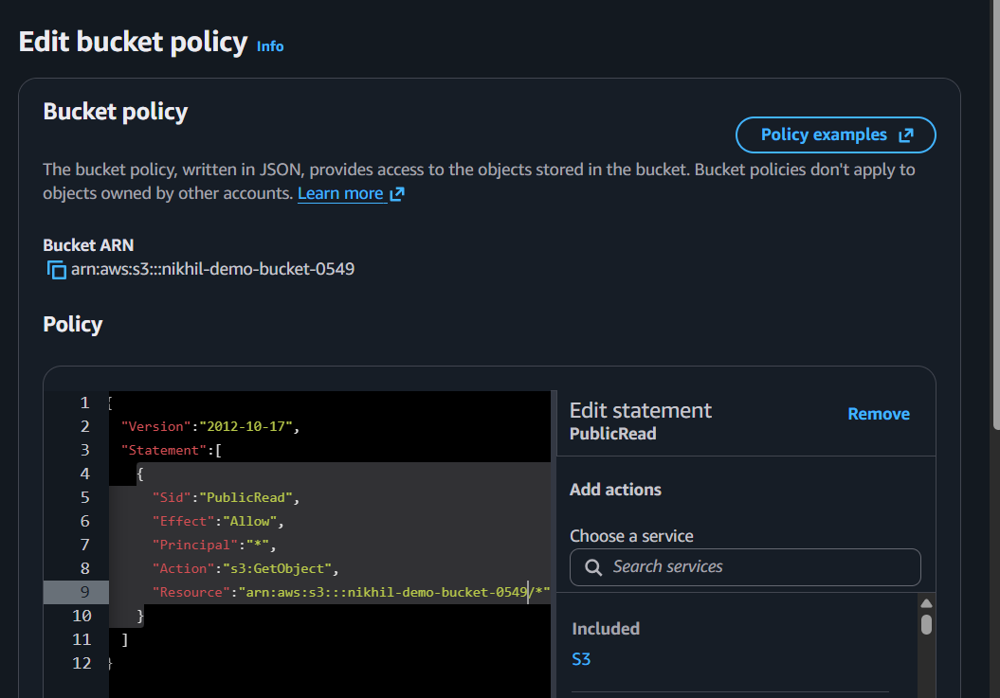 Edit bucket policy Info
Bucket policy
Policy examples
The bucket policy, written in JSON, provides access to the objects stored in the bucket. Bucket policies don't apply to
objects owned by other accounts. Learn more
Bucket ARN
arn:aws:s3:::nikhil-demo-bucket-0549
Policy
1 {
2 "Version":"2012-10-17",
3 "Statement":[
4 {
5 "Sid":"PublicRead",
6 "Effect":"Allow",
7 "Principal":"*",
8 "Action":"s3:GetObject",
9 "Resource":"arn:aws:s3:::nikhil-demo-bucket-0549/*"
10 }
11 ]
12 }
Edit statement
Remove
PublicRead
Add actions
Choose a service
Search services
Included
S3